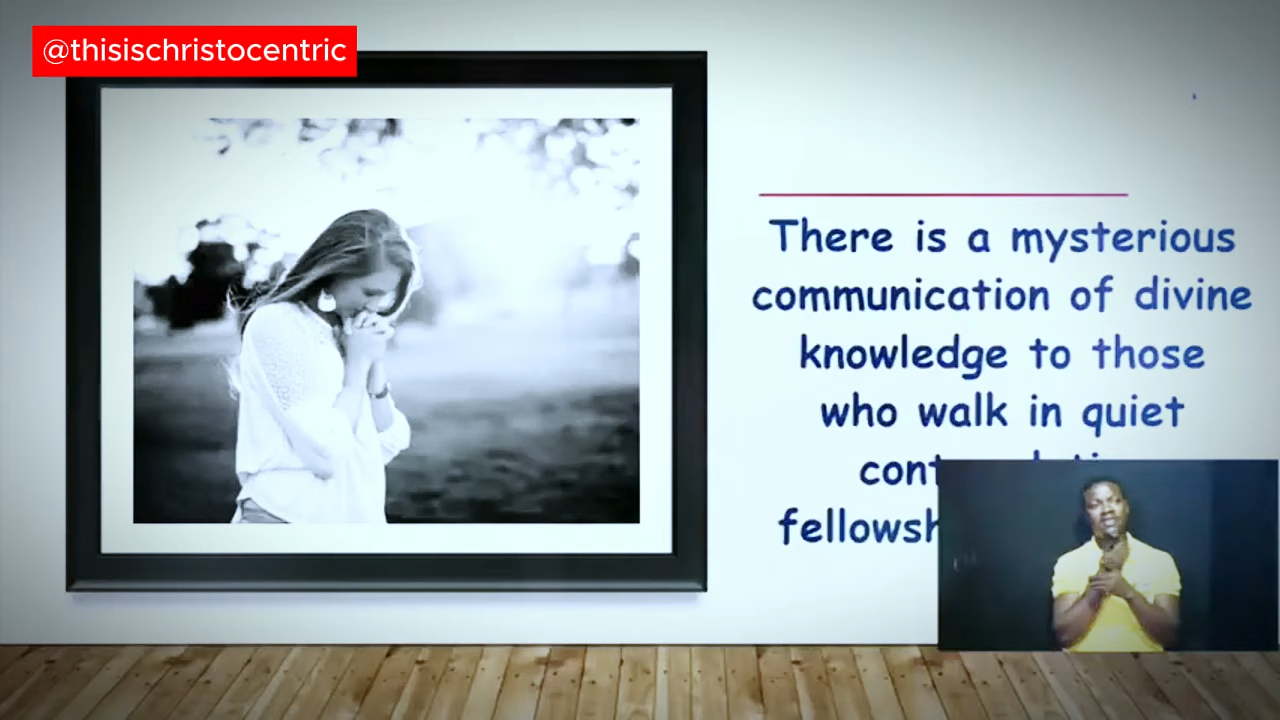 @thisischristocentric
There is a mysterious
communication of divine
knowledge to those
who walk in quiet